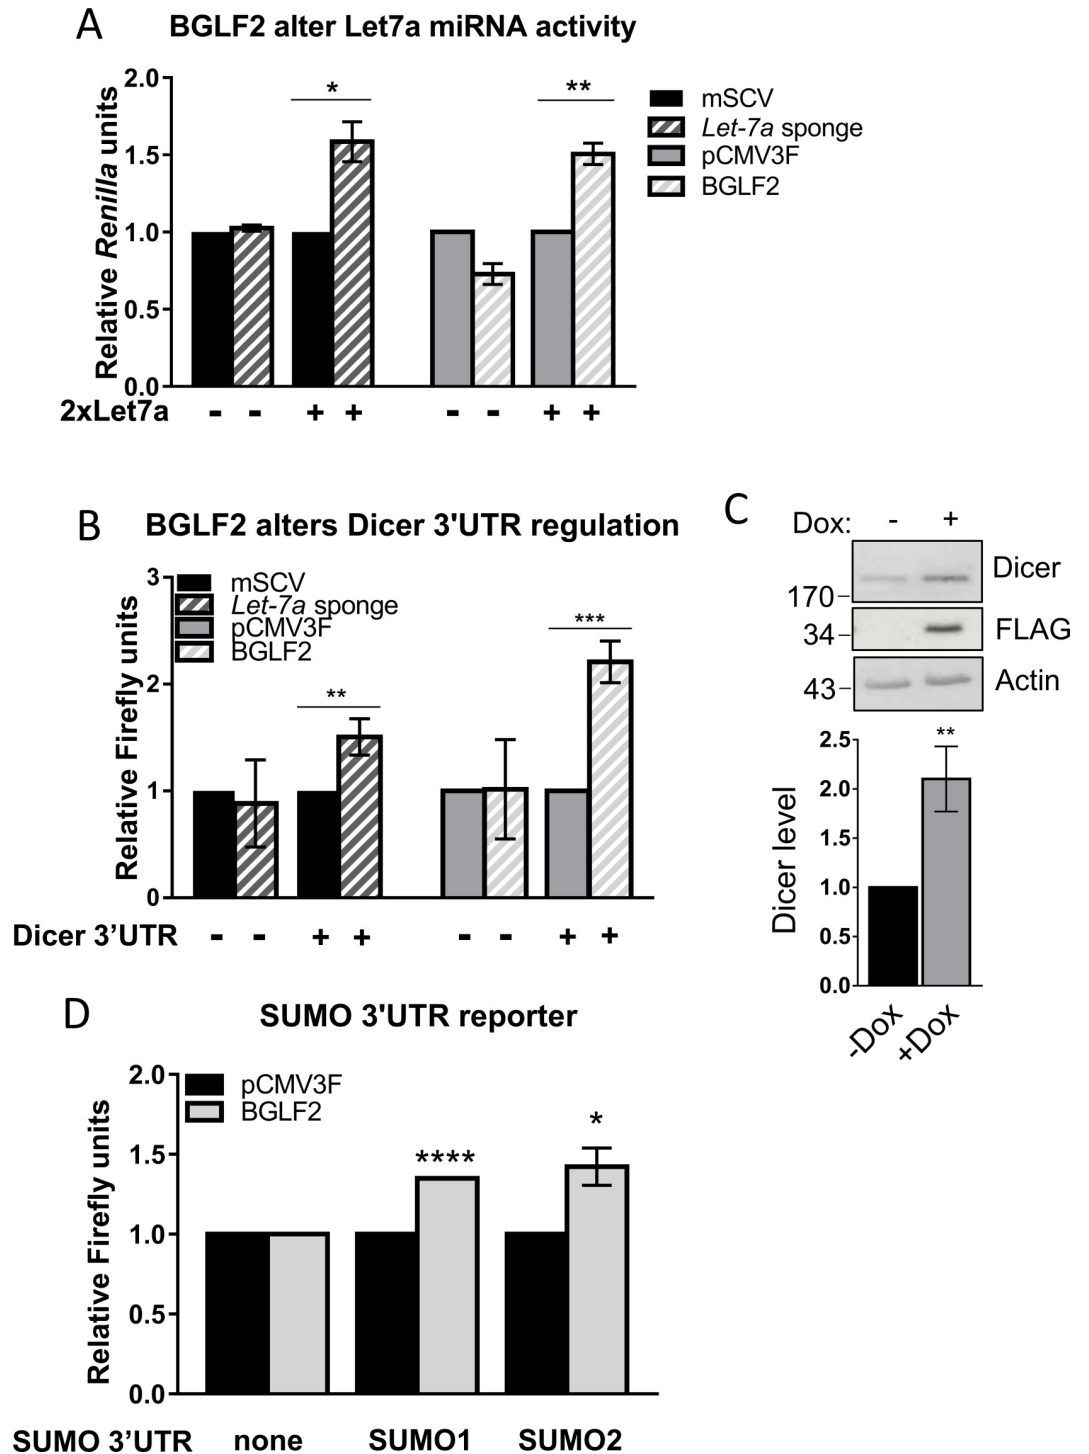 A
BGLF2 alter Let7a miRNA activity
Relative Renilla units
2.0
1.5
1.0
0.5
0.0
*
**
mSCV
Let-7a sponge
pCMV3F
BGLF2
2xLet7a - - + + - - + +
B
BGLF2 alters Dicer 3'UTR regulation
Relative Firefly units
3
2
1
0
mSCV
Let-7a sponge
pCMV3F
BGLF2
**
***
Dicer 3’UTR - - + + - - + +
C
Dox: - +
170 Dicer
34 FLAG
43 Actin
Dicer level
2.5
2.0
1.5
1.0
0.5
0.0
**
-Dox +Dox
D
SUMO 3'UTR reporter
Relative Firefly units
2.0
1.5
1.0
0.5
0.0
pCMV3F
BGLF2
****
*
SUMO 3’UTR none SUMO1 SUMO2